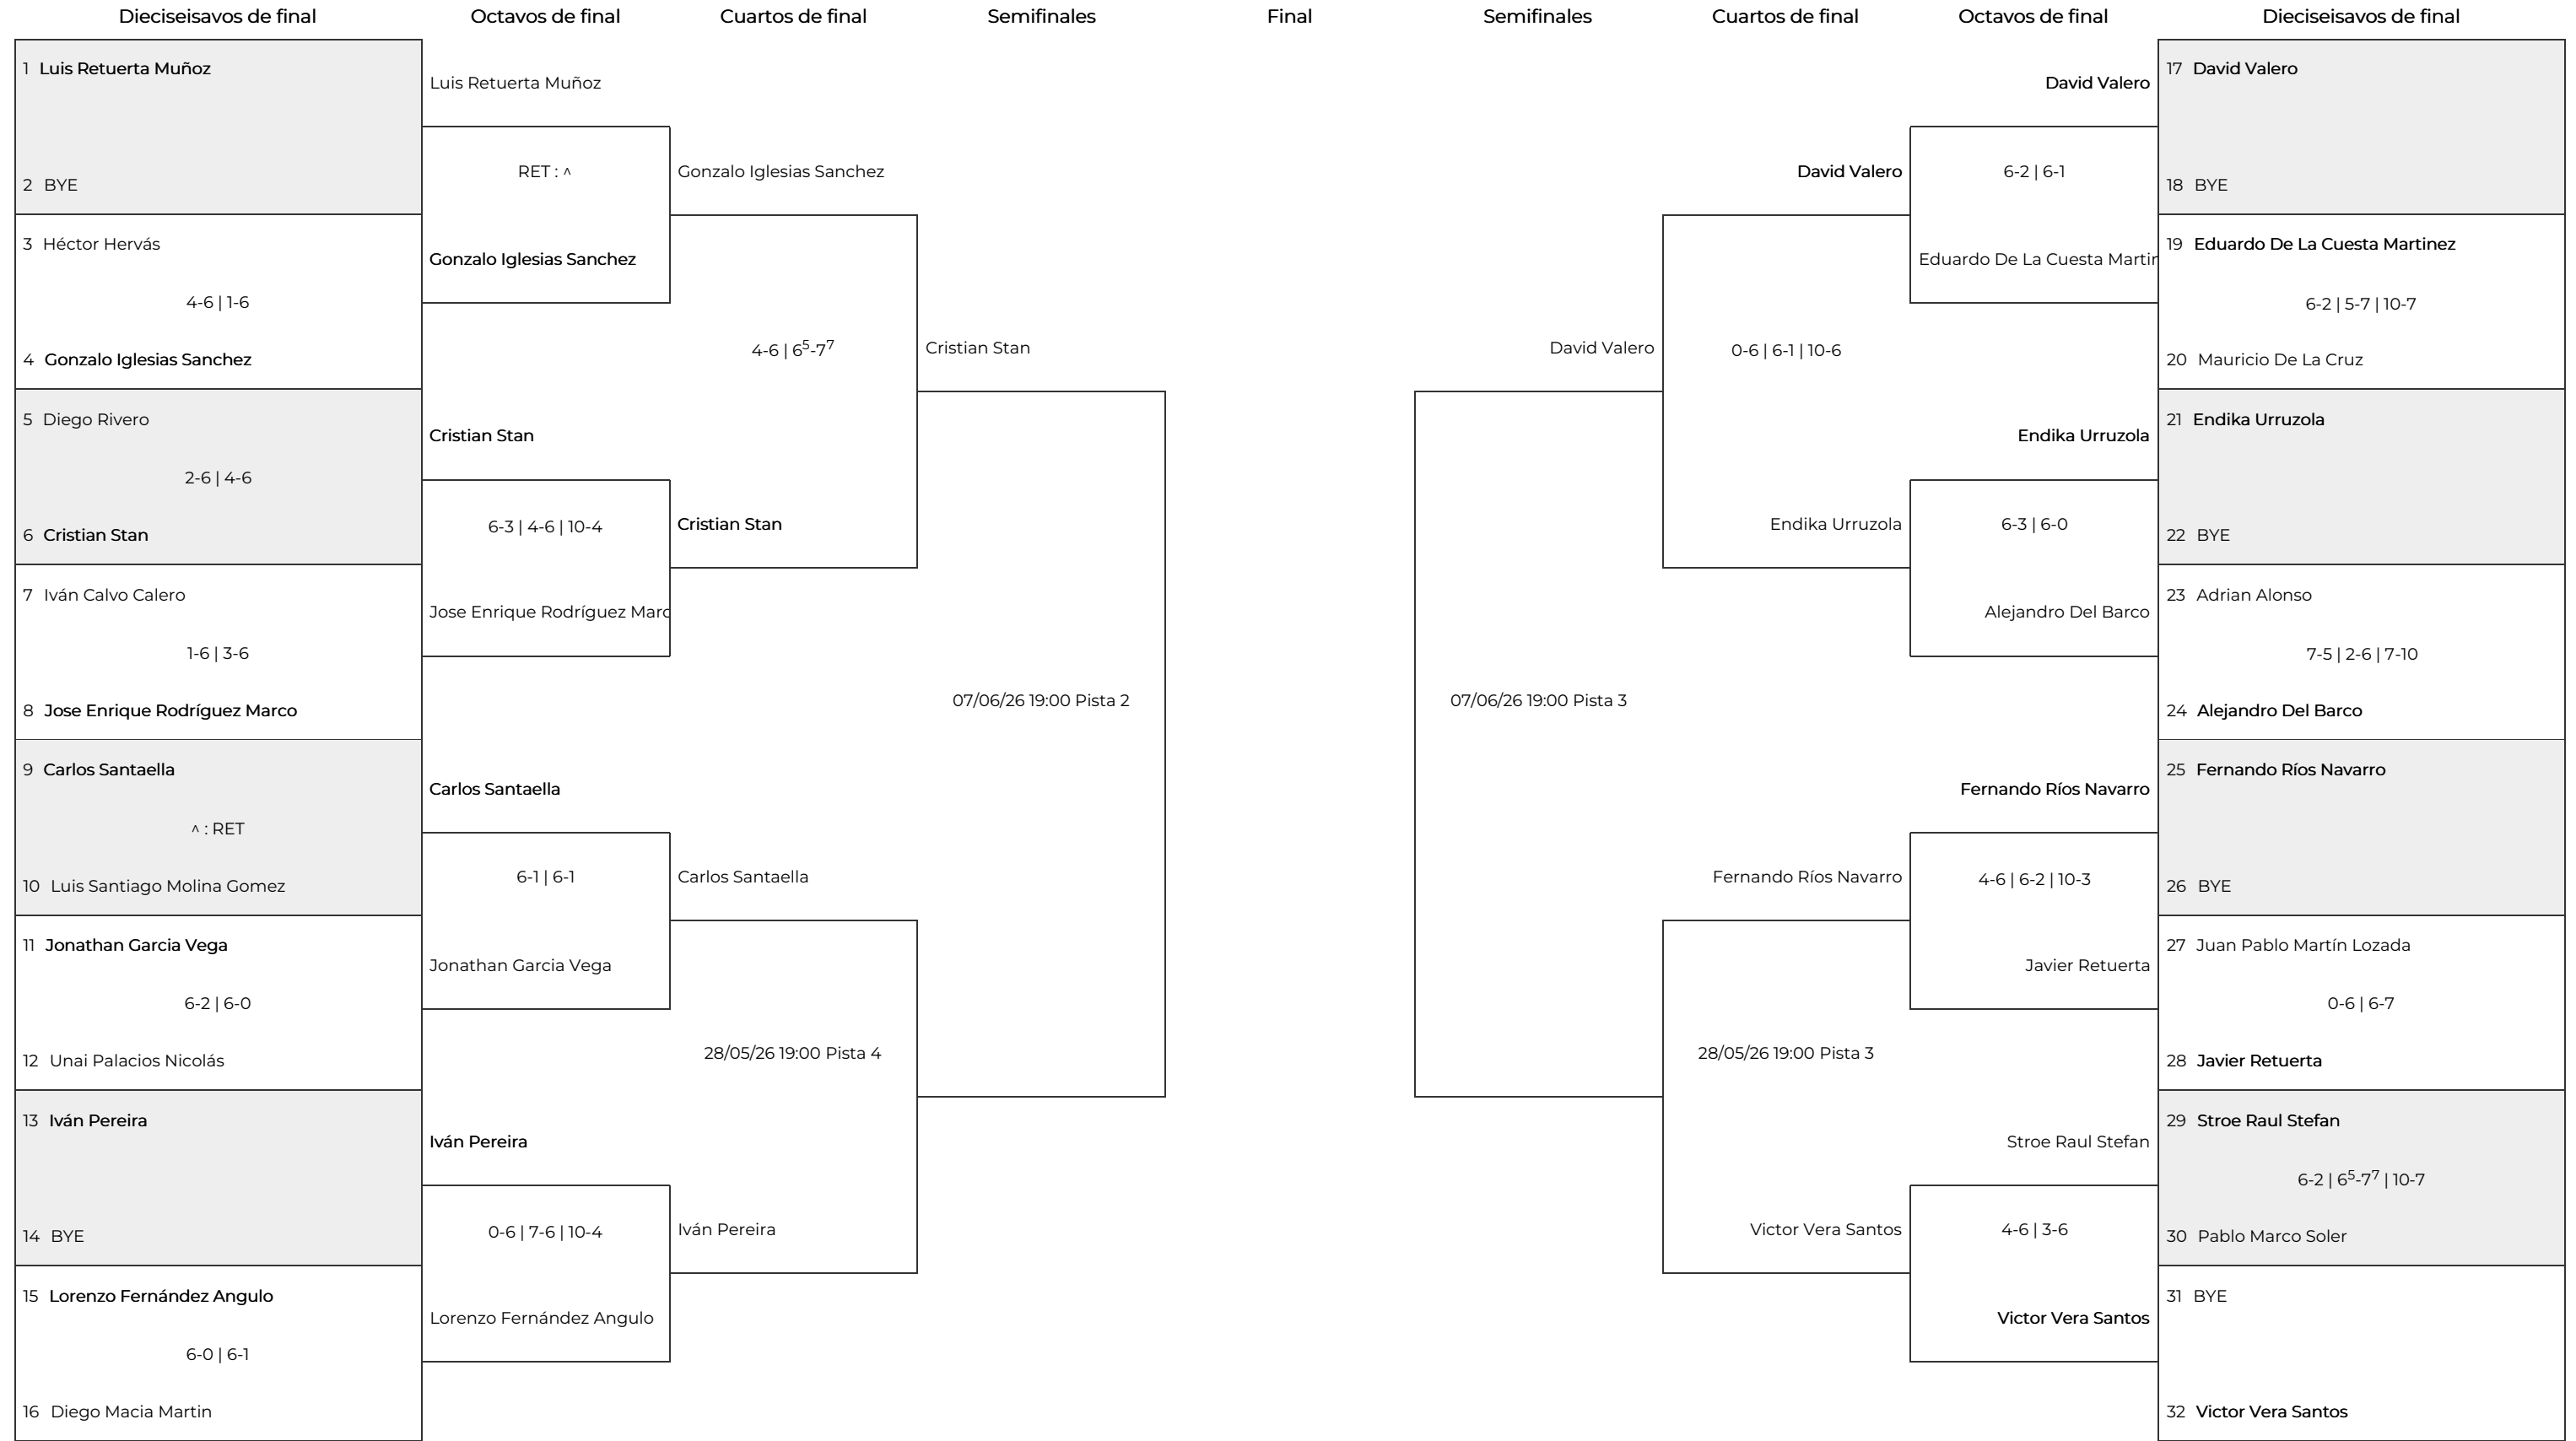 Dieciseisavos de final
Octavos de final
Cuartos de final
Semifinales
Final
Semifinales
Cuartos de final
Octavos de final
Dieciseisavos de final
1 Luis Retuerta Muñoz
2 BYE
3 Héctor Hervás
4-6 | 1-6
4 Gonzalo Iglesias Sanchez
5 Diego Rivero
2-6 | 4-6
6 Cristian Stan
7 Iván Calvo Calero
1-6 | 3-6
8 Jose Enrique Rodríguez Marco
9 Carlos Santaella
^ : RET
10 Luis Santiago Molina Gomez
11 Jonathan Garcia Vega
6-2 | 6-0
12 Unai Palacios Nicolás
13 Iván Pereira
14 BYE
15 Lorenzo Fernández Angulo
6-0 | 6-1
16 Diego Macia Martin
Luis Retuerta Muñoz
RET : ^
Gonzalo Iglesias Sanchez
Cristian Stan
6-3 | 4-6 | 10-4
Jose Enrique Rodríguez Marc
Carlos Santaella
6-1 | 6-1
Jonathan Garcia Vega
Iván Pereira
0-6 | 7-6 | 10-4
Lorenzo Fernández Angulo
Gonzalo Iglesias Sanchez
4-6 | 6⁵-7⁷
Cristian Stan
Carlos Santaella
28/05/26 19:00 Pista 4
Iván Pereira
Cristian Stan
07/06/26 19:00 Pista 2
David Valero
07/06/26 19:00 Pista 3
David Valero
0-6 | 6-1 | 10-6
Endika Urruzola
Fernando Ríos Navarro
28/05/26 19:00 Pista 3
Victor Vera Santos
David Valero
6-2 | 6-1
Eduardo De La Cuesta Martin
Endika Urruzola
6-3 | 6-0
Alejandro Del Barco
Fernando Ríos Navarro
4-6 | 6-2 | 10-3
Javier Retuerta
Stroe Raul Stefan
4-6 | 3-6
Victor Vera Santos
17 David Valero
18 BYE
19 Eduardo De La Cuesta Martinez
6-2 | 5-7 | 10-7
20 Mauricio De La Cruz
21 Endika Urruzola
22 BYE
23 Adrian Alonso
7-5 | 2-6 | 7-10
24 Alejandro Del Barco
25 Fernando Ríos Navarro
26 BYE
27 Juan Pablo Martín Lozada
0-6 | 6-7
28 Javier Retuerta
29 Stroe Raul Stefan
6-2 | 6⁵-7⁷ | 10-7
30 Pablo Marco Soler
31 BYE
32 Victor Vera Santos